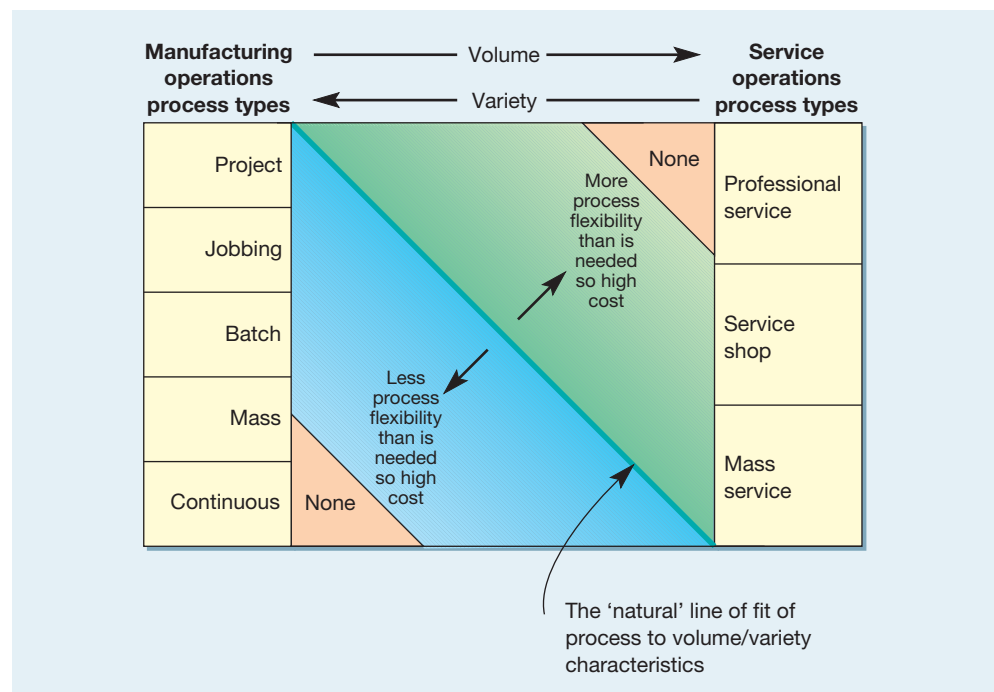 Manufacturing
operations
process types
Volume
Variety
Service
operations
process types
Project
Jobbing
Batch
Mass
Continuous
None
More
process
flexibility
than is
needed
so high
cost
Less
process
flexibility
than is
needed
so high
cost
None
Professional
service
Service
shop
Mass
service
The ‘natural’ line of fit of
process to volume/variety
characteristics